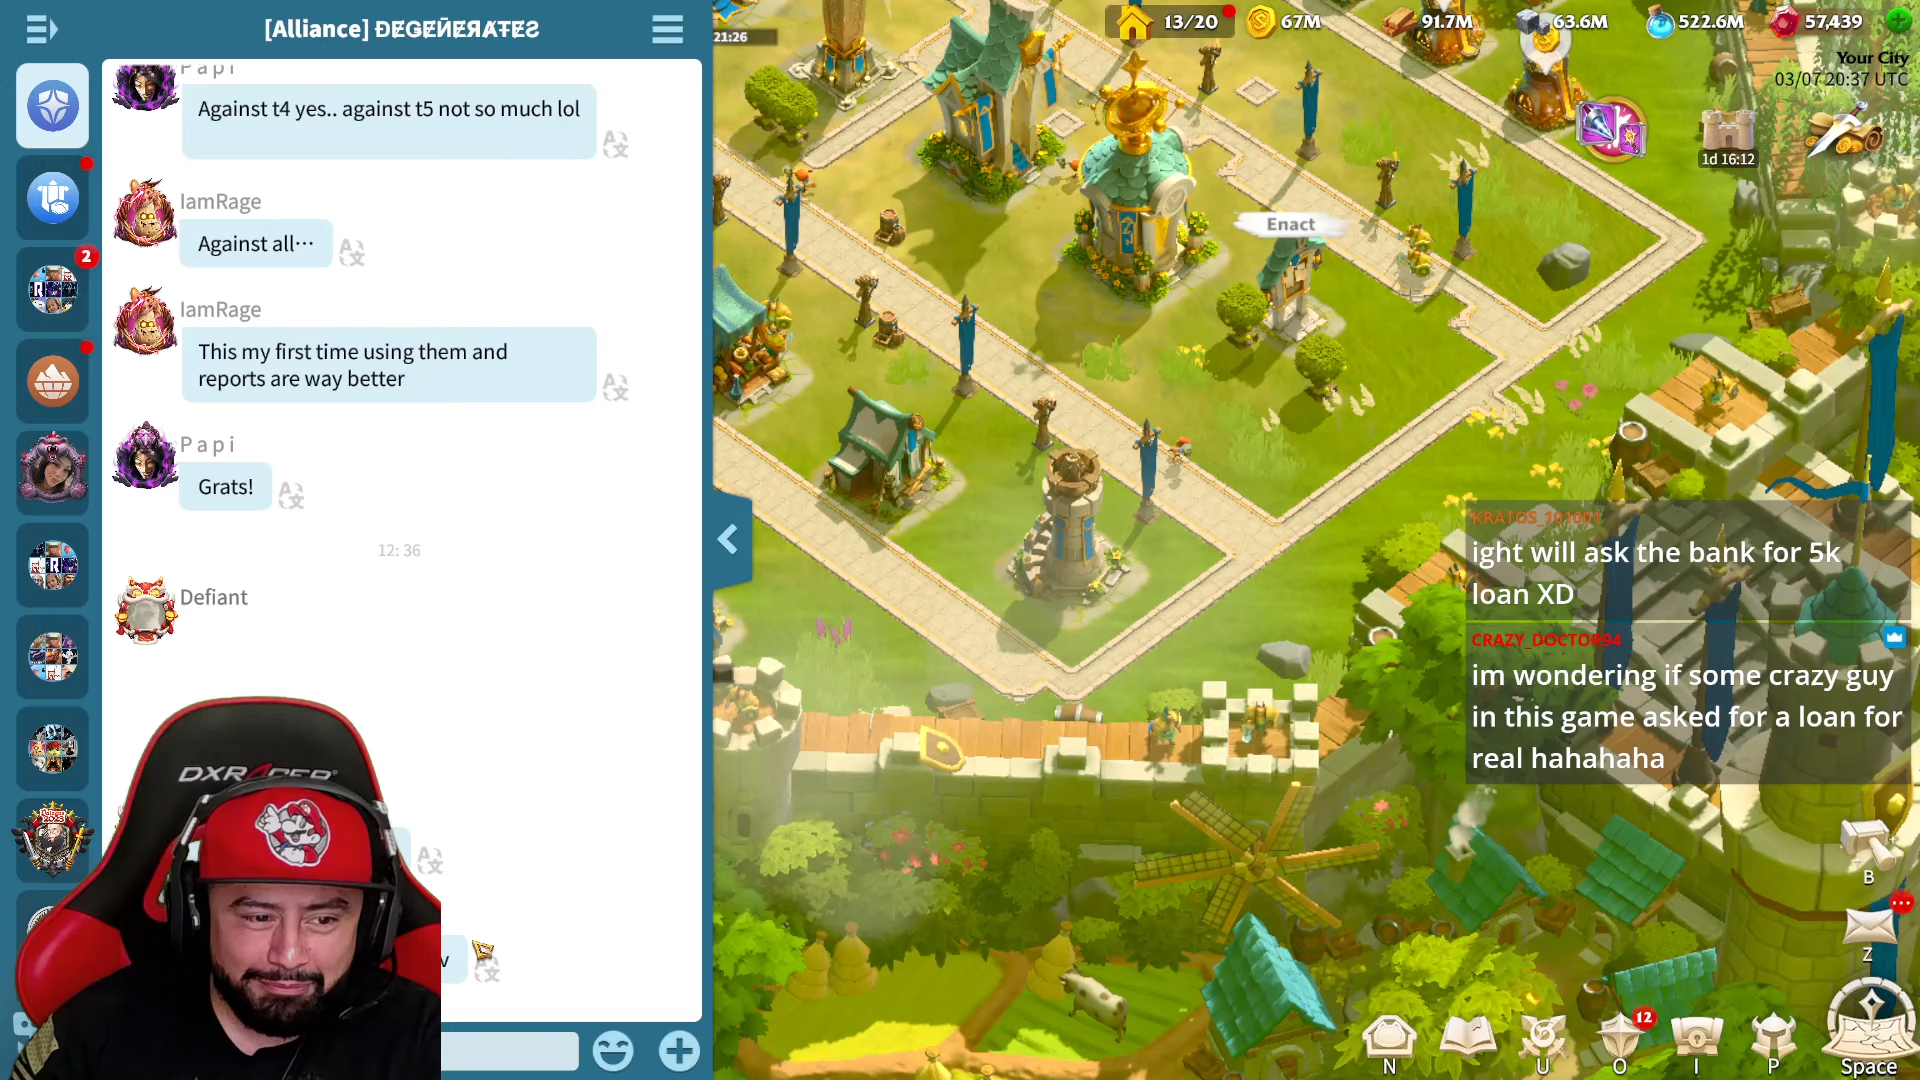 [Alliance] ĐɆGɆŇɆЯȺŦɆƧ
Papi
Against t4 yes.. against t5 not so much lol
IamRage
Against all⋯
IamRage
This my first time using them and
reports are way better
Papi
Grats!
12:36
Defiant
2
DXRACER
21:26
13/20
67M
91.7M
63.6M
522.6M
57,439
Your City
03/07 20:37 UTC
1d 16:12
Enact
KRATOS_101001
ight will ask the bank for 5k
loan XD
CRAZY_DOCTOR94
im wondering if some crazy guy
in this game asked for a loan for
real hahahaha
B
Z
12
N
U
O
I
P
Space